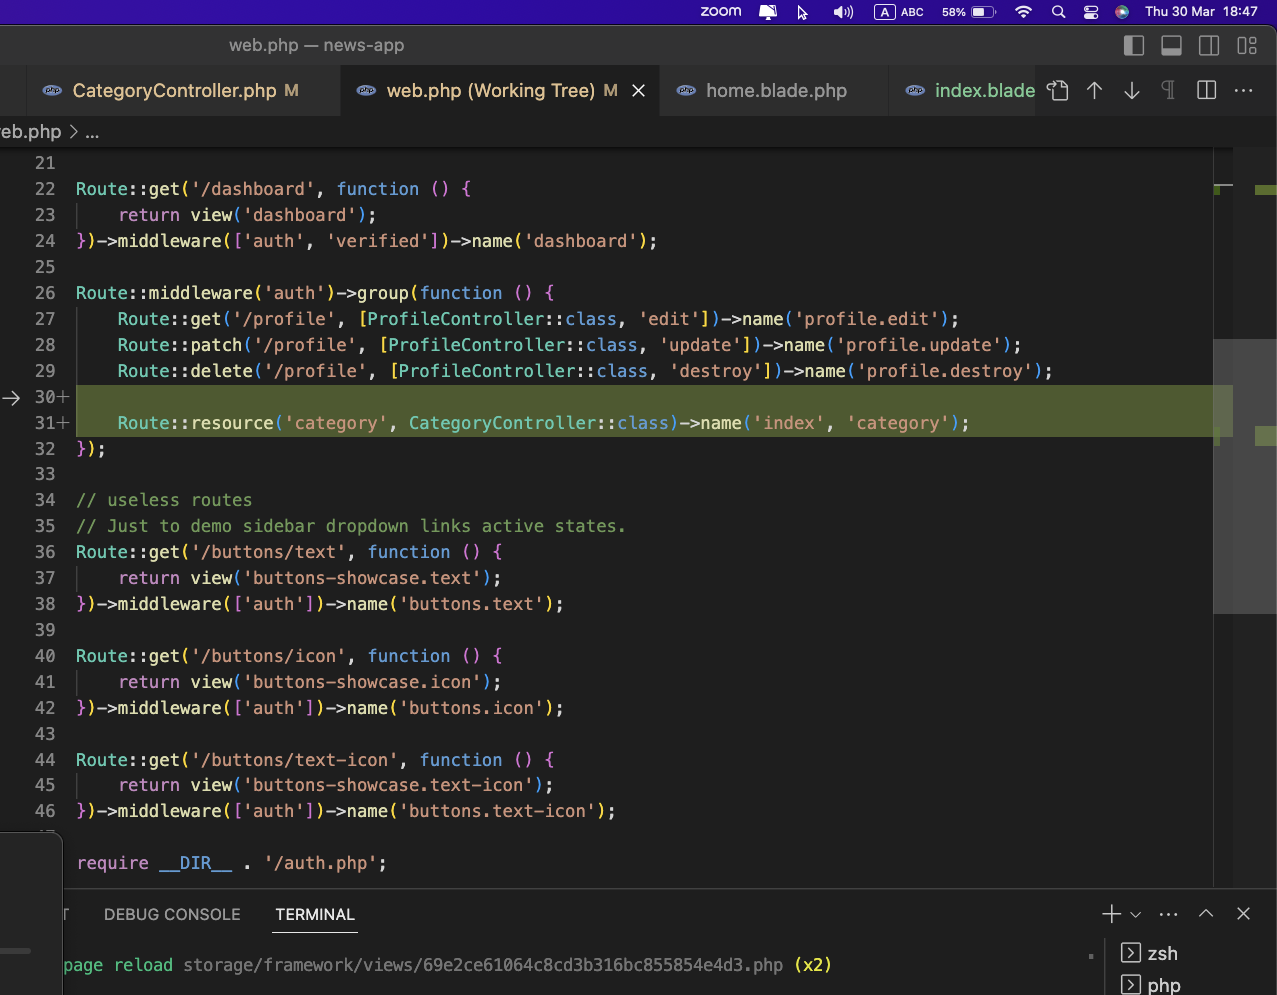 zoom A ABC 58% Thu 30 Mar 18:47
web.php — news-app
php CategoryController.php M php web.php (Working Tree) M php home.blade.php php index.blade
eb.php > ...
21
22 Route::get('/dashboard', function () {
23 return view('dashboard');
24 })->middleware(['auth', 'verified'])->name('dashboard');
25
26 Route::middleware('auth')->group(function () {
27 Route::get('/profile', [ProfileController::class, 'edit'])->name('profile.edit');
28 Route::patch('/profile', [ProfileController::class, 'update'])->name('profile.update');
29 Route::delete('/profile', [ProfileController::class, 'destroy'])->name('profile.destroy');
30+
31+ Route::resource('category', CategoryController::class)->name('index', 'category');
32 });
33
34 // useless routes
35 // Just to demo sidebar dropdown links active states.
36 Route::get('/buttons/text', function () {
37 return view('buttons-showcase.text');
38 })->middleware(['auth'])->name('buttons.text');
39
40 Route::get('/buttons/icon', function () {
41 return view('buttons-showcase.icon');
42 })->middleware(['auth'])->name('buttons.icon');
43
44 Route::get('/buttons/text-icon', function () {
45 return view('buttons-showcase.text-icon');
46 })->middleware(['auth'])->name('buttons.text-icon');
require __DIR__ . '/auth.php';
T DEBUG CONSOLE TERMINAL
page reload storage/framework/views/69e2ce61064c8cd3b316bc855854e4d3.php (x2)
zsh
php